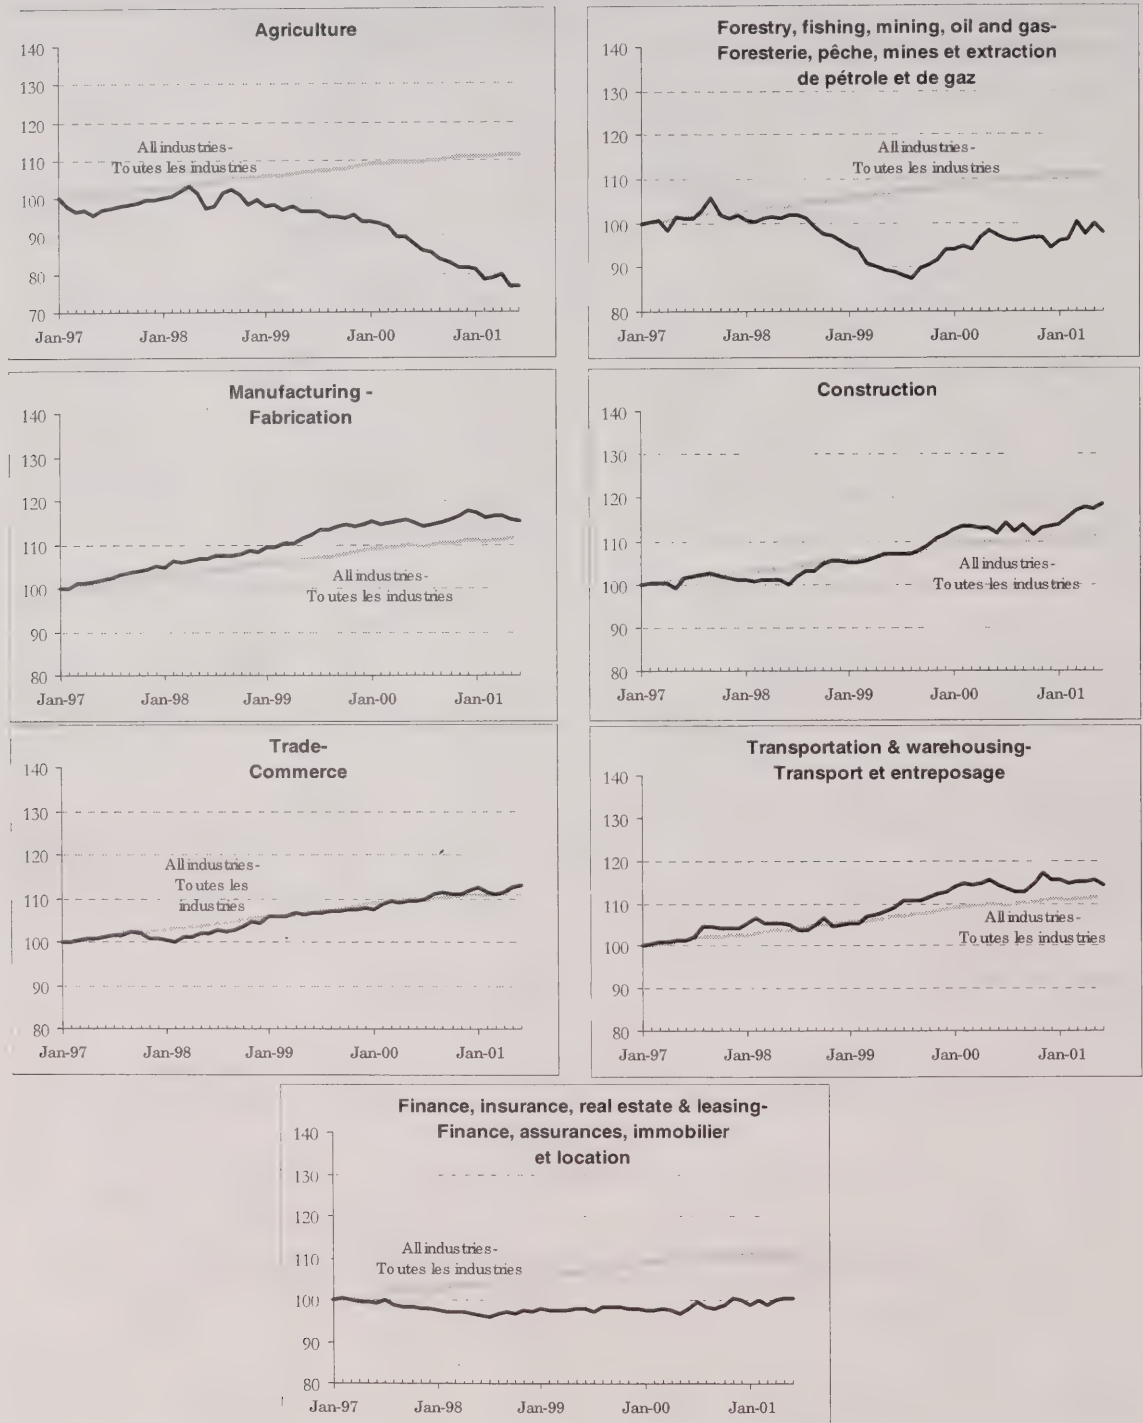 Agriculture
140
130
120
110
100
90
80
70
All industries-
Toutes les industries
Jan-97 Jan-98 Jan-99 Jan-00 Jan-01
Forestry, fishing, mining, oil and gas-
Foresterie, pêche, mines et extraction
de pétrole et de gaz
140
130
120
110
100
90
80
All industries-
Toutes les industries
Jan-97 Jan-98 Jan-99 Jan-00 Jan-01
Manufacturing -
Fabrication
140
130
120
110
100
90
80
All industries-
Toutes les industries
Jan-97 Jan-98 Jan-99 Jan-00 Jan-01
Construction
140
130
120
110
100
90
80
All industries-
Toutes les industries
Jan-97 Jan-98 Jan-99 Jan-00 Jan-01
Trade-
Commerce
140
130
120
110
100
90
80
All industries-
Toutes les
industries
Jan-97 Jan-98 Jan-99 Jan-00 Jan-01
Transportation & warehousing-
Transport et entreposage
140
130
120
110
100
90
80
All industries-
Toutes les industries
Jan-97 Jan-98 Jan-99 Jan-00 Jan-01
Finance, insurance, real estate & leasing-
Finance, assurances, immobilier
et location
140
130
120
110
100
90
80
All industries-
Toutes les industries
Jan-97 Jan-98 Jan-99 Jan-00 Jan-01